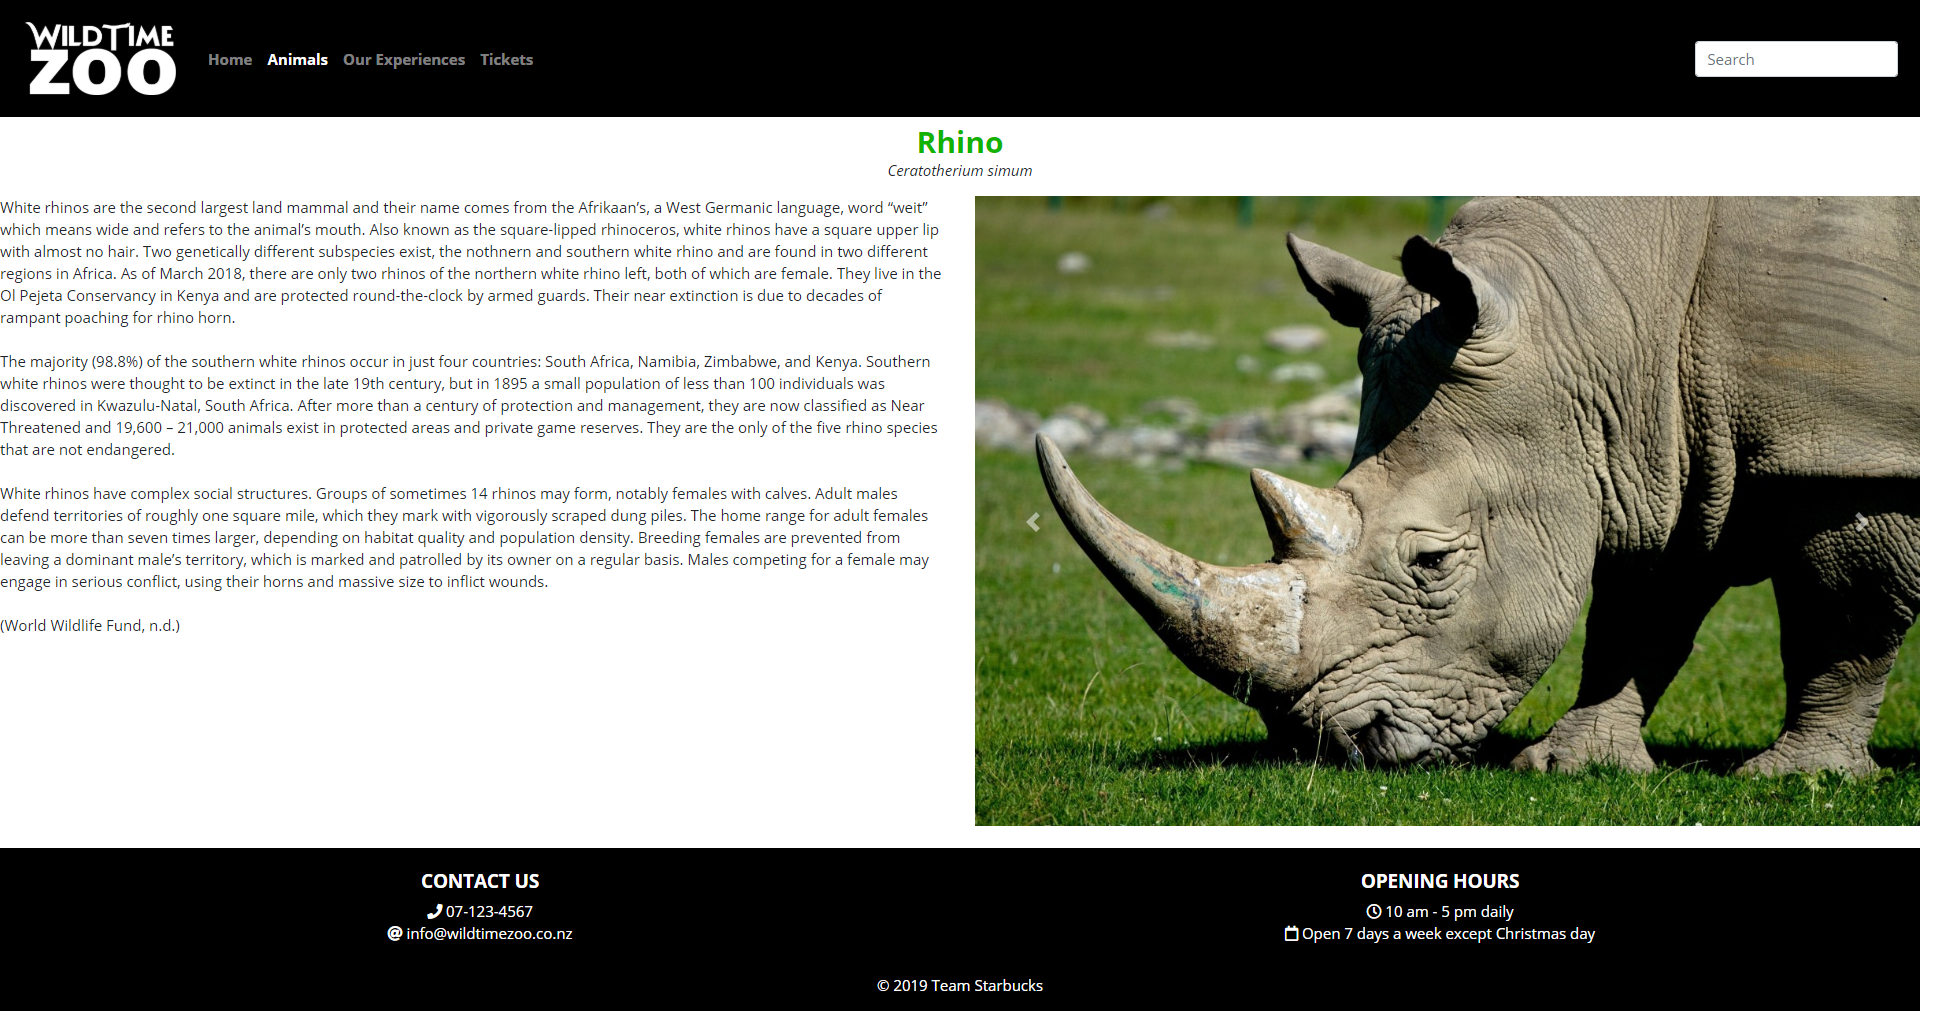 WILDTIME
ZOO
Home Animals Our Experiences Tickets
Search
Rhino
Ceratotherium simum
White rhinos are the second largest land mammal and their name comes from the Afrikaan’s, a West Germanic language, word “weit”
which means wide and refers to the animal’s mouth. Also known as the square-lipped rhinoceros, white rhinos have a square upper lip
with almost no hair. Two genetically different subspecies exist, the nothnern and southern white rhino and are found in two different
regions in Africa. As of March 2018, there are only two rhinos of the northern white rhino left, both of which are female. They live in the
Ol Pejeta Conservancy in Kenya and are protected round-the-clock by armed guards. Their near extinction is due to decades of
rampant poaching for rhino horn.
The majority (98.8%) of the southern white rhinos occur in just four countries: South Africa, Namibia, Zimbabwe, and Kenya. Southern
white rhinos were thought to be extinct in the late 19th century, but in 1895 a small population of less than 100 individuals was
discovered in Kwazulu-Natal, South Africa. After more than a century of protection and management, they are now classified as Near
Threatened and 19,600 – 21,000 animals exist in protected areas and private game reserves. They are the only of the five rhino species
that are not endangered.
White rhinos have complex social structures. Groups of sometimes 14 rhinos may form, notably females with calves. Adult males
defend territories of roughly one square mile, which they mark with vigorously scraped dung piles. The home range for adult females
can be more than seven times larger, depending on habitat quality and population density. Breeding females are prevented from
leaving a dominant male’s territory, which is marked and patrolled by its owner on a regular basis. Males competing for a female may
engage in serious conflict, using their horns and massive size to inflict wounds.
(World Wildlife Fund, n.d.)
CONTACT US
07-123-4567
info@wildtimezoo.co.nz
OPENING HOURS
10 am - 5 pm daily
Open 7 days a week except Christmas day
© 2019 Team Starbucks